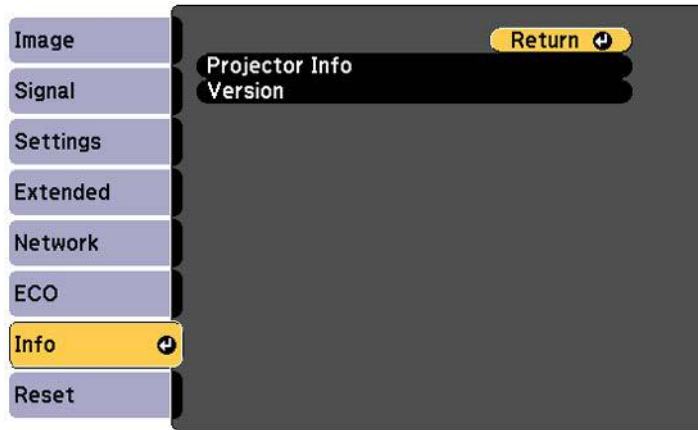 Image
Signal
Settings
Extended
Network
ECO
Info
Reset
Return
Projector Info
Version